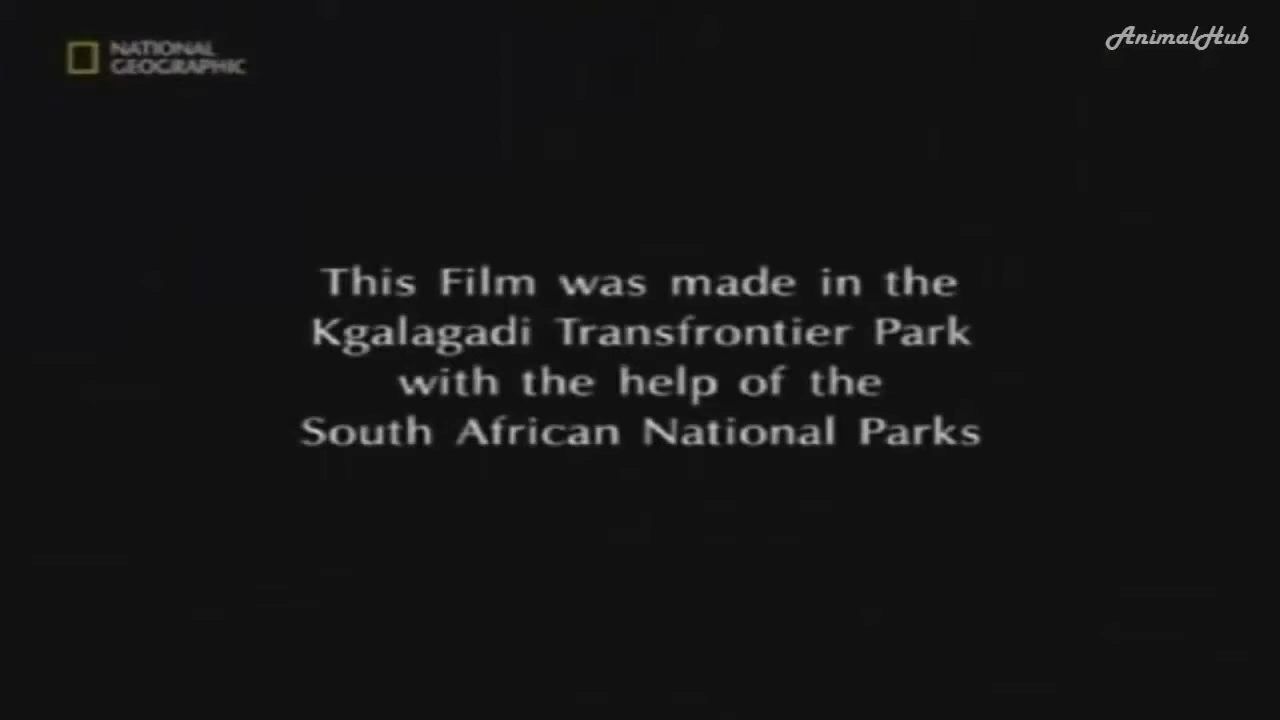 NATIONAL
GEOGRAPHIC
AnimalHub
This Film was made in the
Kgalagadi Transfrontier Park
with the help of the
South African National Parks